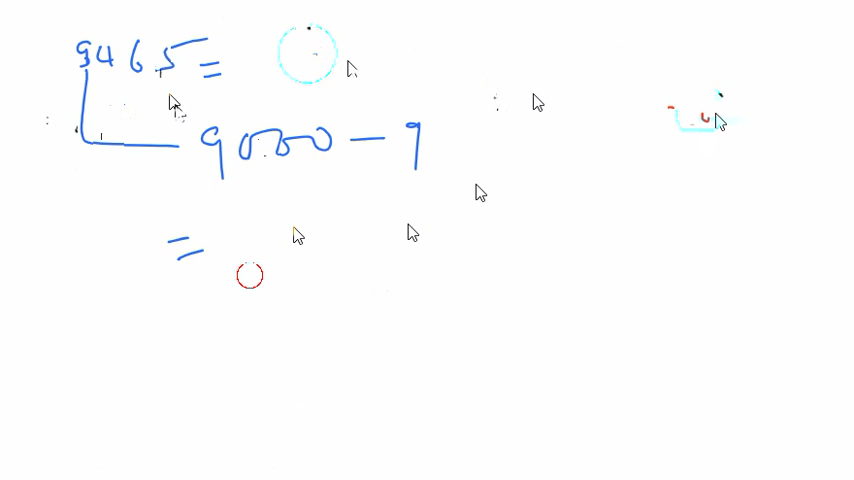 9465=
9000-9
=